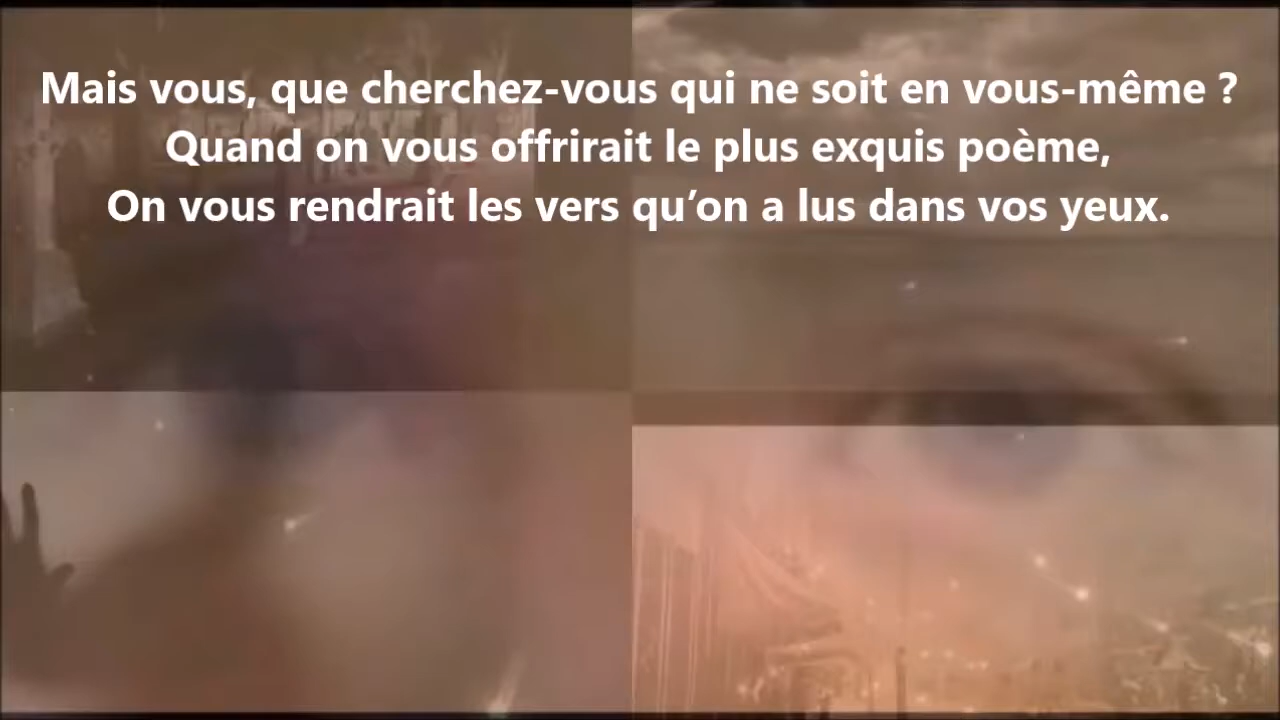 Mais vous, que cherchez-vous qui ne soit en vous-même ?
Quand on vous offrirait le plus exquis poème,
On vous rendrait les vers qu’on a lus dans vos yeux.